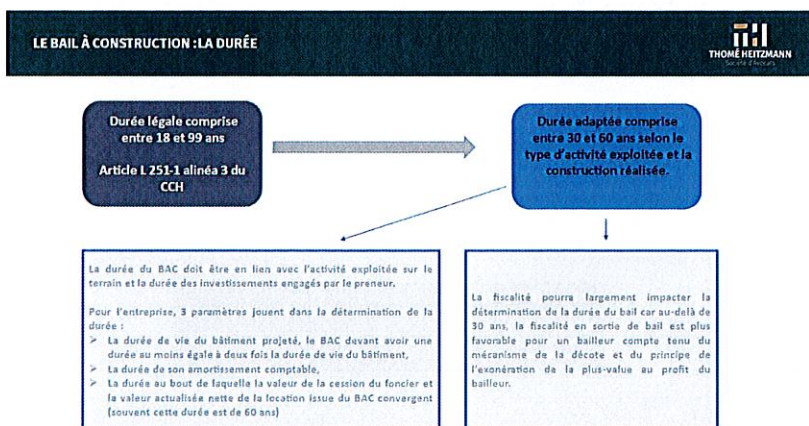 LE BAIL À CONSTRUCTION : LA DURÉE
THOMÉ HEITZMANN
Société d'Avocats
Durée légale comprise
entre 18 et 99 ans
Article L 251-1 alinéa 3 du
CCH
Durée adaptée comprise
entre 30 et 60 ans selon le
type d'activité exploitée et la
construction réalisée.
La durée du BAC doit être en lien avec l'activité exploitée sur le
terrain et la durée des investissements engagés par le preneur.
Pour l'entreprise, 3 paramètres jouent dans la détermination de la
durée :
➢ La durée de vie du bâtiment projeté, le BAC devant avoir une
durée au moins égale à deux fois la durée de vie du bâtiment,
➢ La durée de son amortissement comptable,
➢ La durée au bout de laquelle la valeur de la cession du foncier et
la valeur actualisée nette de la location issue du BAC convergent
(souvent cette durée est de 60 ans)
La fiscalité pourra largement impacter la
détermination de la durée du bail car au-delà de
30 ans, la fiscalité en sortie de bail est plus
favorable pour un bailleur compte tenu du
mécanisme de la décote et du principe de
l'exonération de la plus-value au profit du
bailleur.